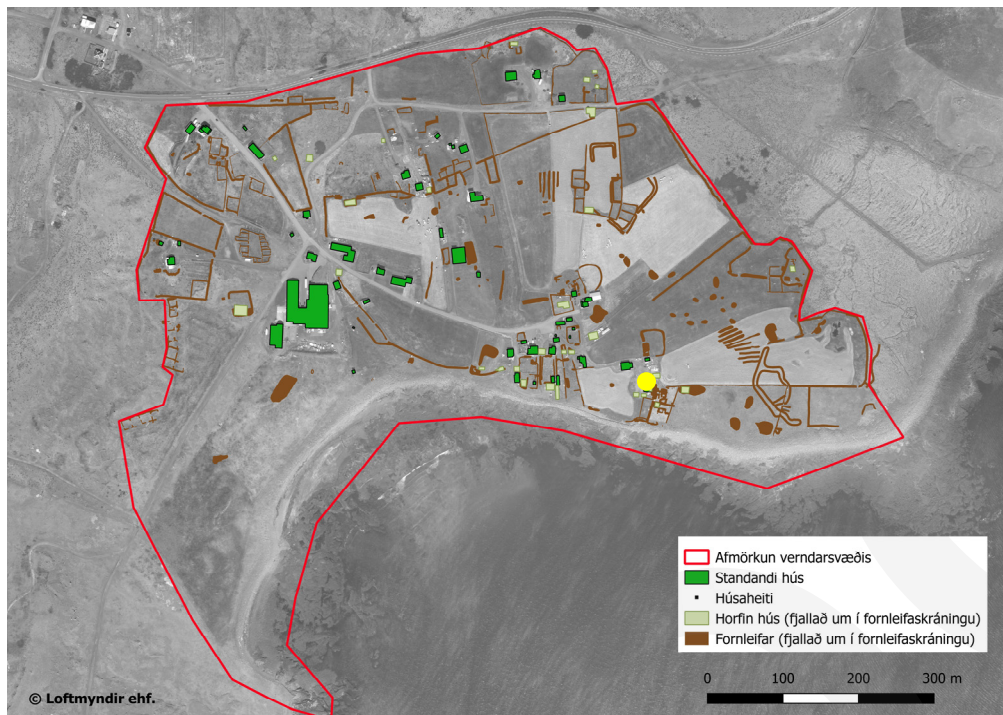 Afmörkun verndarsvæðis
Standandi hús
Húsaheiti
Horfin hús (fjallað um í fornleifaskráningu)
Fornleifar (fjallað um í fornleifaskráningu)
© Loftmyndir ehf.
0 100 200 300 m